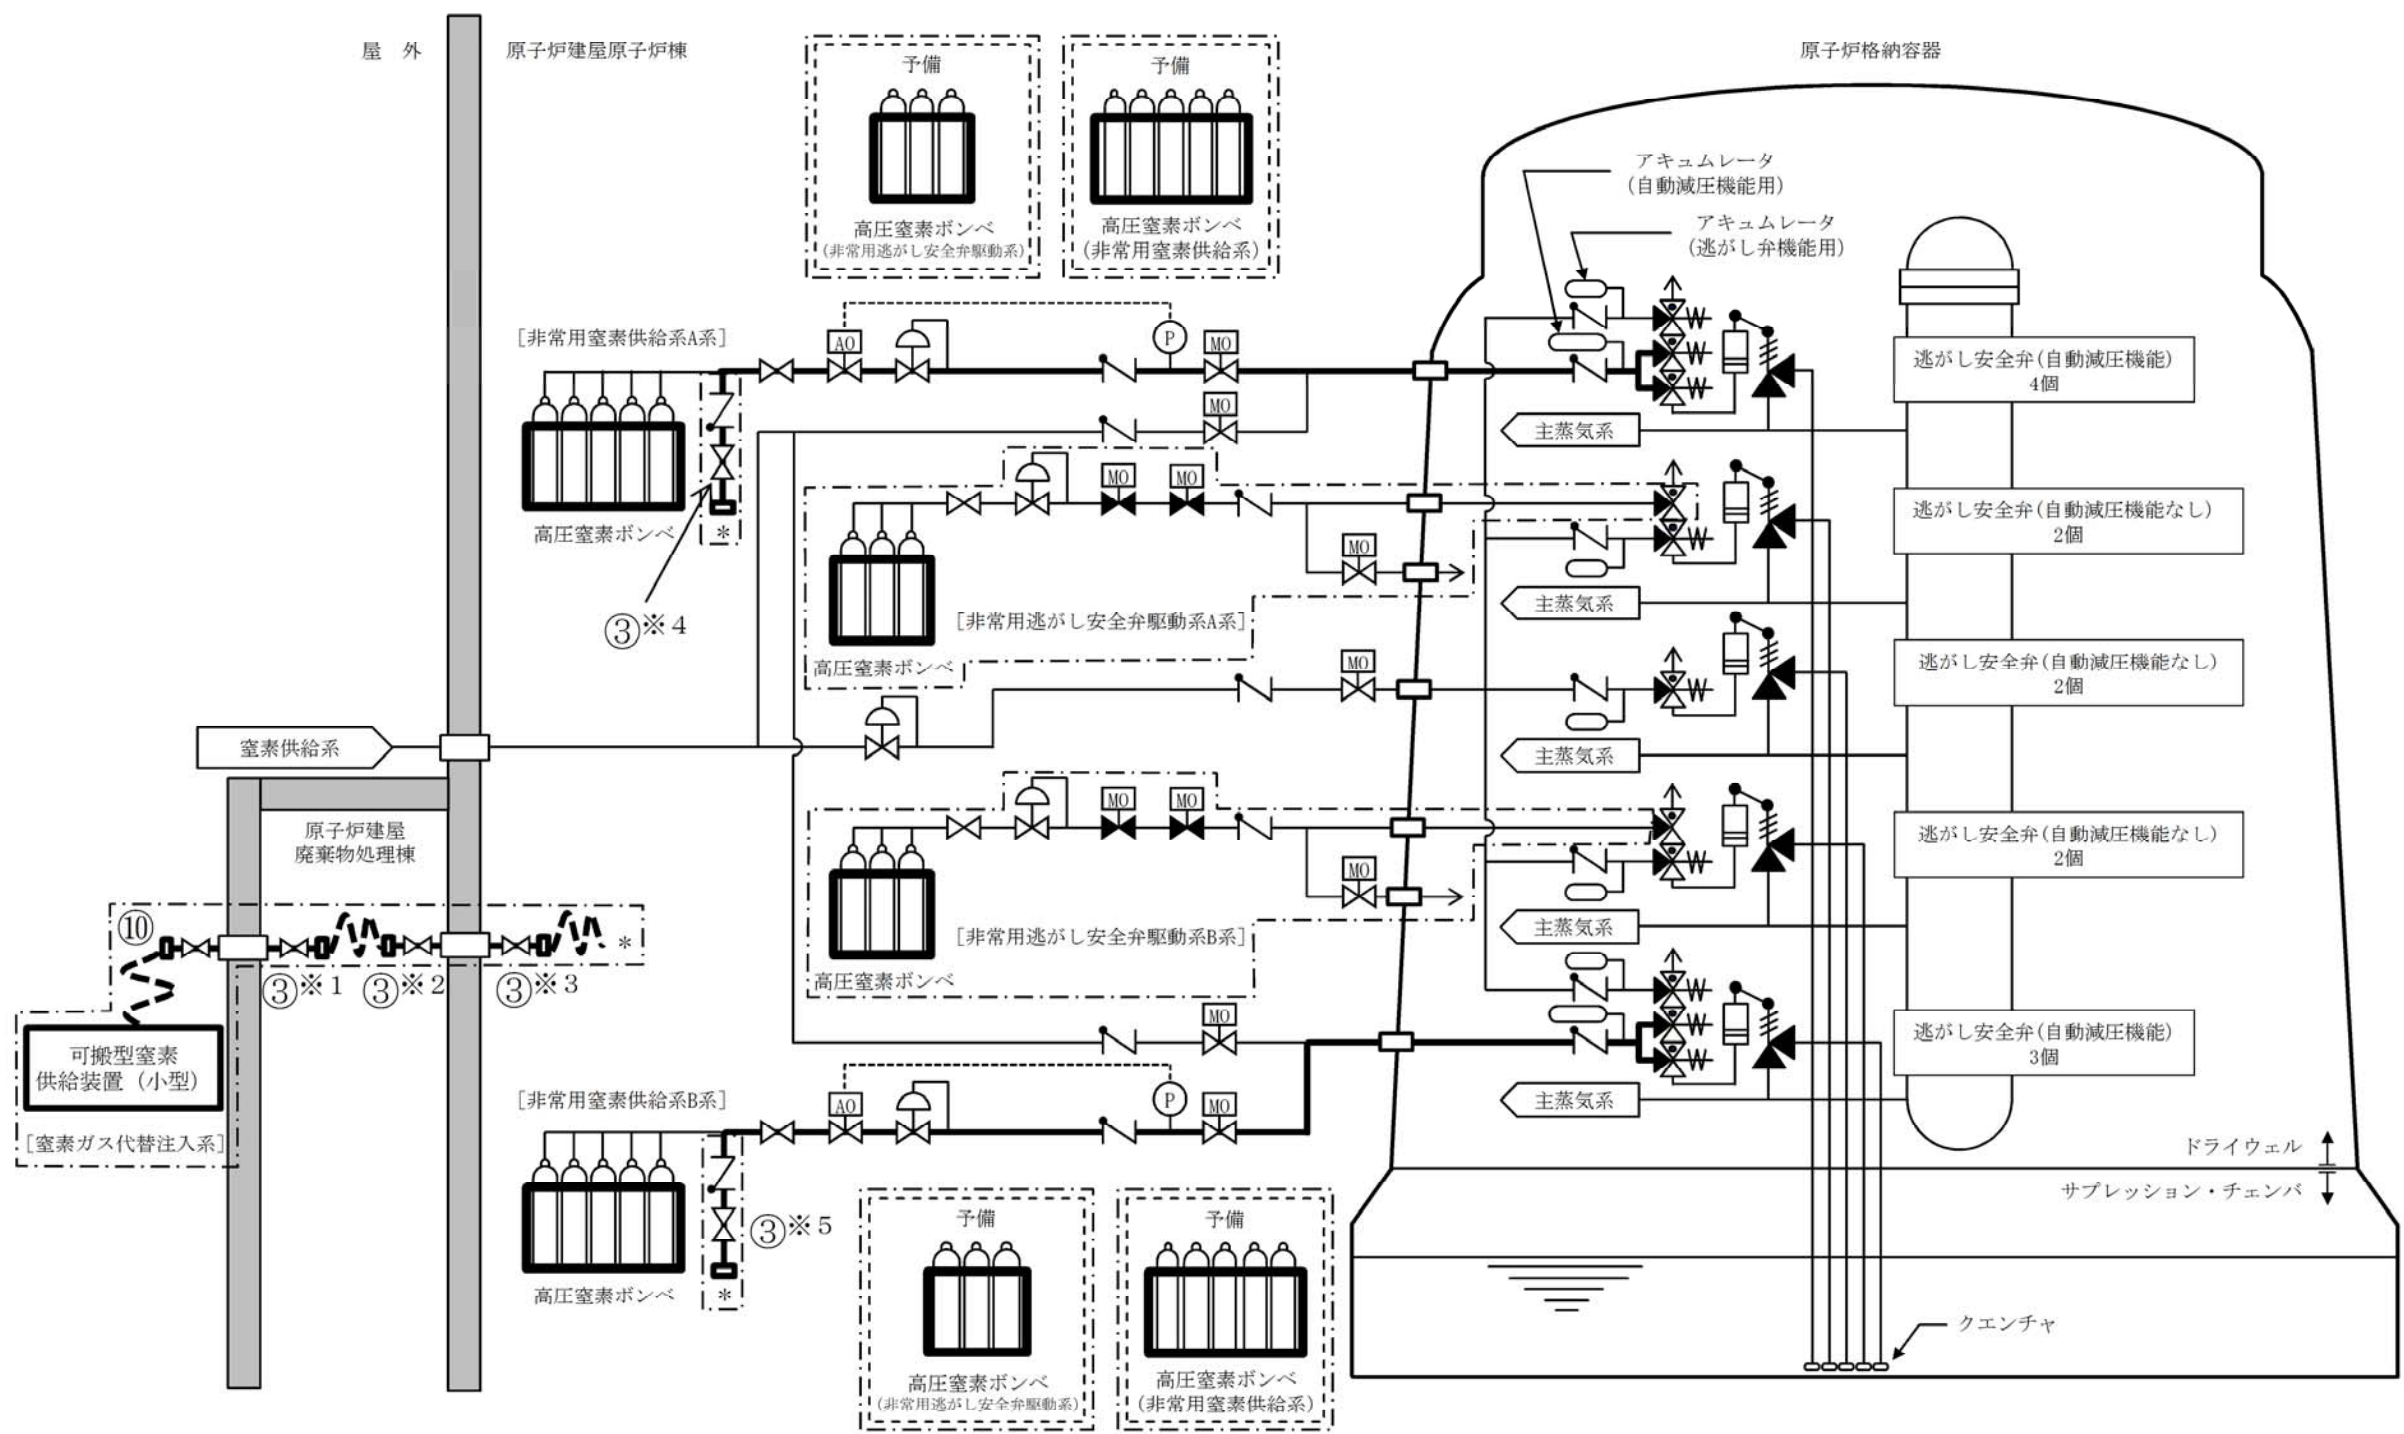 屋 外
原子炉建屋原子炉棟
予備
高圧窒素ボンベ
(非常用逃がし安全弁駆動系)
予備
高圧窒素ボンベ
(非常用窒素供給系)
原子炉格納容器
アキュムレータ
(自動減圧機能用)
アキュムレータ
(逃がし弁機能用)
[非常用窒素供給系A系]
AO
P
MO
MO
高圧窒素ボンベ
*
③※4
逃がし安全弁(自動減圧機能)
4個
主蒸気系
MO
MO
MO
[非常用逃がし安全弁駆動系A系]
高圧窒素ボンベ
逃がし安全弁(自動減圧機能なし)
2個
主蒸気系
MO
逃がし安全弁(自動減圧機能なし)
2個
主蒸気系
窒素供給系
原子炉建屋
廃棄物処理棟
MO
MO
MO
[非常用逃がし安全弁駆動系B系]
高圧窒素ボンベ
逃がし安全弁(自動減圧機能なし)
2個
主蒸気系
⑩
*
③※1
③※2
③※3
可搬型窒素
供給装置（小型）
[窒素ガス代替注入系]
MO
逃がし安全弁(自動減圧機能)
3個
主蒸気系
[非常用窒素供給系B系]
AO
P
MO
高圧窒素ボンベ
*
③※5
ドライウェル
サプレッション・チェンバ
予備
高圧窒素ボンベ
(非常用逃がし安全弁駆動系)
予備
高圧窒素ボンベ
(非常用窒素供給系)
クエンチャ